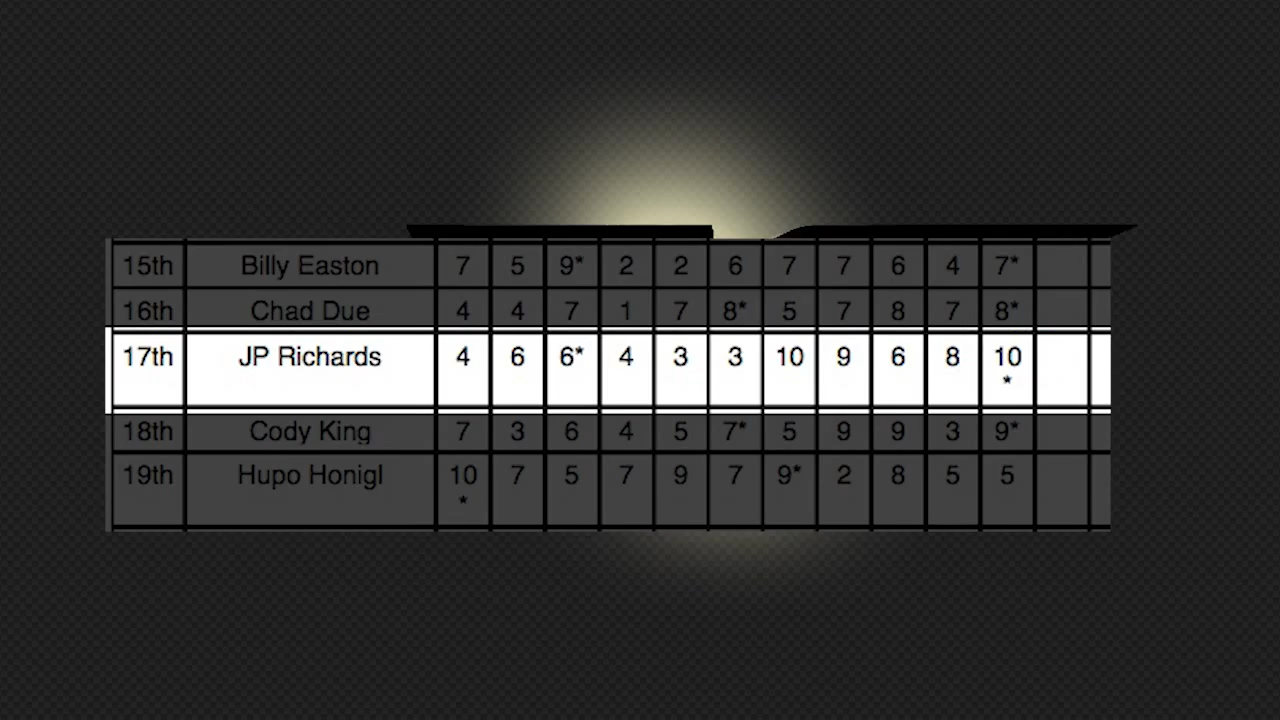 15th Billy Easton 7 5 9* 2 2 6 7 7 6 4 7*
16th Chad Due 4 4 7 1 7 8* 5 7 8 7 8*
17th JP Richards 4 6 6* 4 3 3 10 9 6 8 10
*
18th Cody King 7 3 6 4 5 7* 5 9 9 3 9*
19th Hupo Honigl 10 7 5 7 9 7 9* 2 8 5 5
*